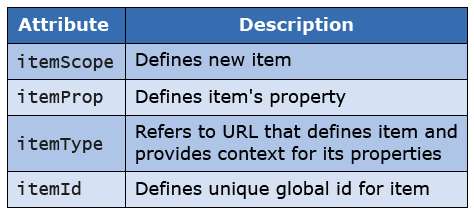 Attribute Description
itemScope Defines new item
itemProp Defines item's property
itemType Refers to URL that defines item and
provides context for its properties
itemId Defines unique global id for item